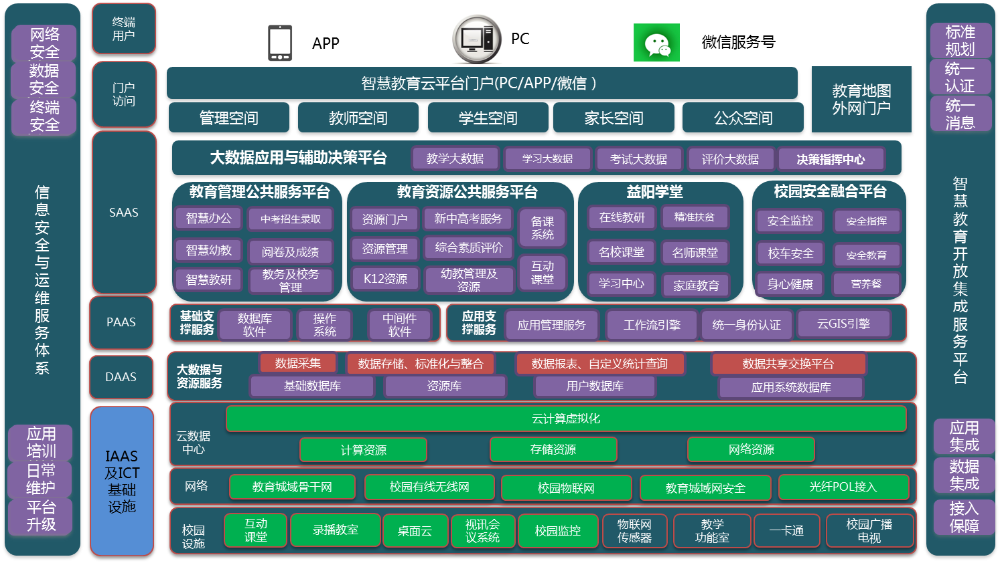 网络
安全
数据
安全
终端
安全
信息安全与运维服务体系
应用
培训
日常
维护
平台
升级
终端
用户
APP
PC
微信服务号
门户
访问
智慧教育云平台门户(PC/APP/微信 )
管理空间
教师空间
学生空间
家长空间
公众空间
教育地图
外网门户
SAAS
大数据应用与辅助决策平台
教学大数据
学习大数据
考试大数据
评价大数据
决策指挥中心
教育管理公共服务平台
智慧办公
中考招生录取
智慧幼教
阅卷及成绩
智慧教研
教务及校务
管理
教育资源公共服务平台
资源门户
新中高考服务
备课
系统
资源管理
综合素质评价
K12资源
幼教管理及
资源
互动
课堂
益阳学堂
在线教研
精准扶贫
名校课堂
名师课堂
学习中心
家庭教育
校园安全融合平台
安全监控
安全指挥
校车安全
安全教育
身心健康
营养餐
PAAS
基础支
撑服务
数据库
软件
操作
系统
中间件
软件
应用支
撑服务
应用管理服务
工作流引擎
统一身份认证
云GIS引擎
DAAS
大数据与
资源服务
数据采集
数据存储、标准化与整合
数据报表、自定义统计查询
数据共享交换平台
基础数据库
资源库
用户数据库
应用系统数据库
IAAS
及ICT
基础
设施
云数据
中心
云计算虚拟化
计算资源
存储资源
网络资源
网络
教育城域骨干网
校园有线无线网
校园物联网
教育城域网安全
光纤POL接入
校园
设施
互动
课堂
录播教室
桌面云
视讯会
议系统
校园监控
物联网
传感器
教学
功能室
一卡通
校园广播
电视
标准
规划
统一
认证
统一
消息
智慧教育开放集成服务平台
应用
集成
数据
集成
接入
保障